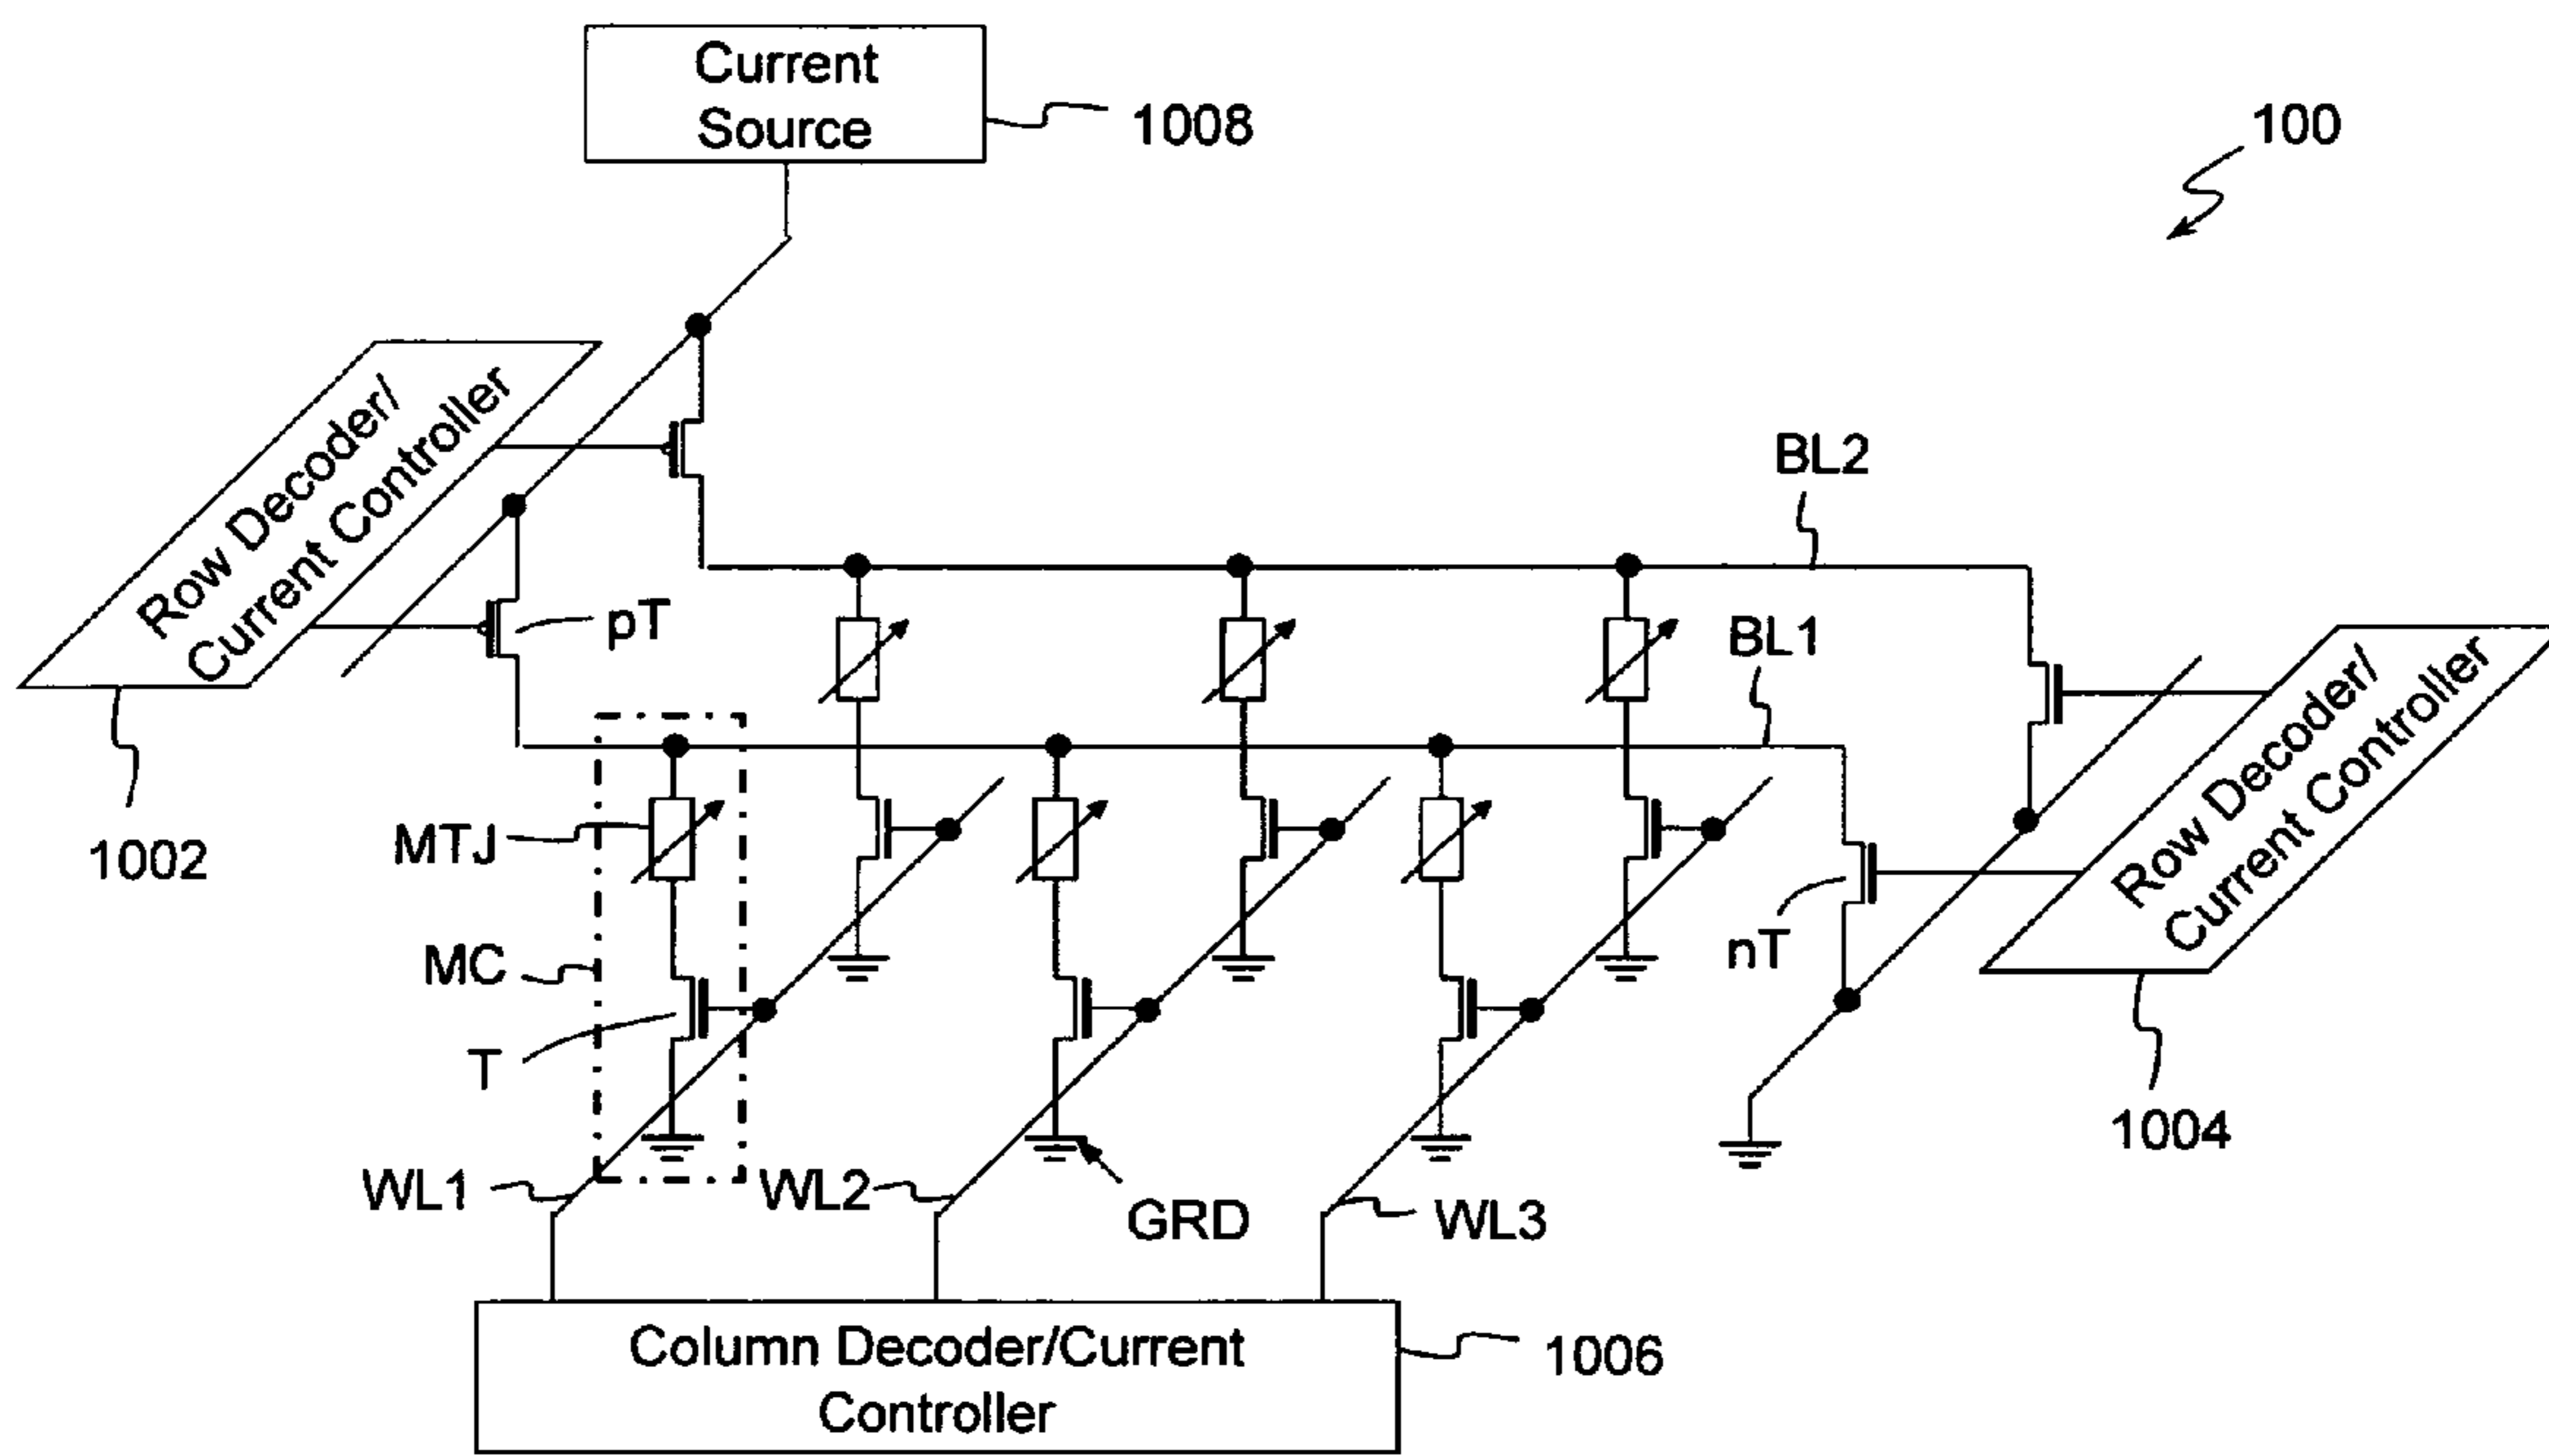 Current
Source
1008
100
Row Decoder/
Current Controller
1002
pT
BL2
BL1
MTJ
MC
T
nT
Row Decoder/
Current Controller
1004
WL1
WL2
GRD
WL3
Column Decoder/Current
Controller
1006